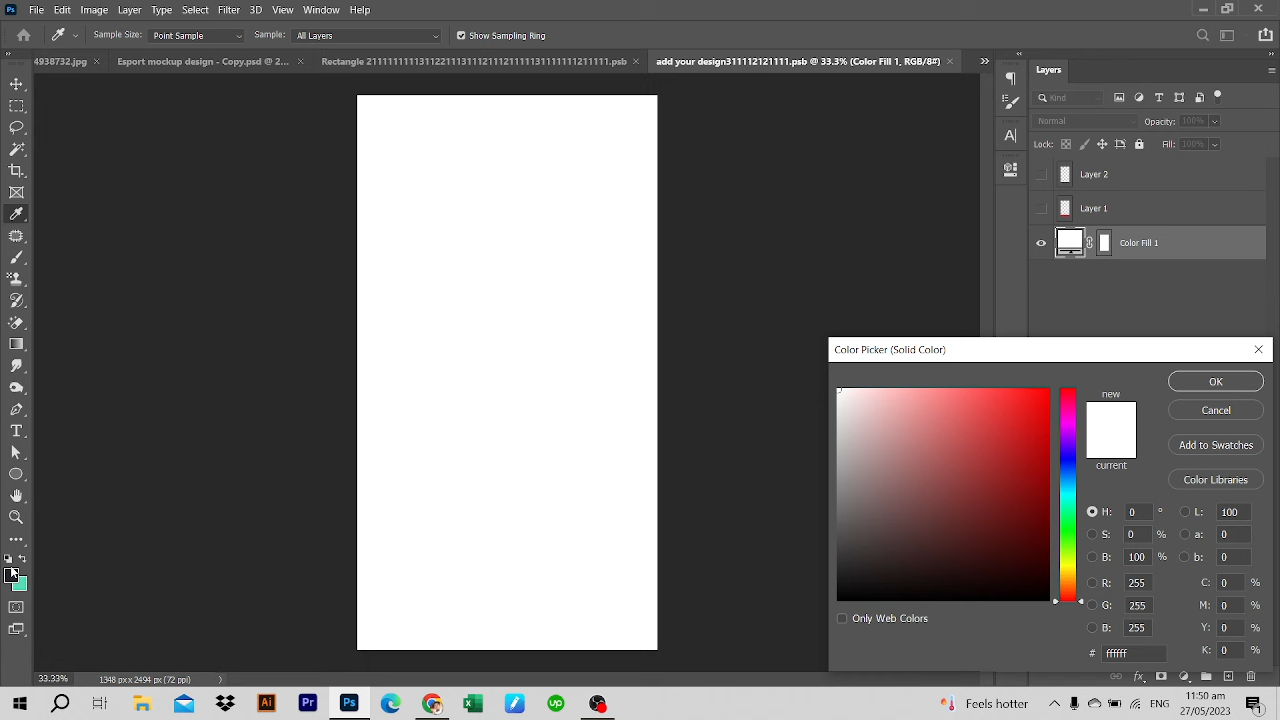 File Edit Image Layer Type Select Filter 3D View Window Help
Sample Size: Point Sample Sample: All Layers Show Sampling Ring
4938732.jpg × Esport mockup design - Copy.psd @ 2... × × add your design311112121111.psb @ 33.3% (Color Fill 1, RGB/8#) ×
Layers
Kind
Normal Opacity: 100%
Lock: Fill: 100%
Layer 2
Layer 1
Color Fill 1
Color Picker (Solid Color)
new
current
OK
Cancel
Add to Swatches
Color Libraries
H: 0 ° L: 100
S: 0 % a: 0
B: 100 % b: 0
R: 255 C: 0 %
G: 255 M: 0 %
B: 255 Y: 0 %
# ffffff K: 0 %
Only Web Colors
33.33% 1348 px x 2494 px (72 ppi)
Feels hotter ENG 11:50 am
27/05/2023